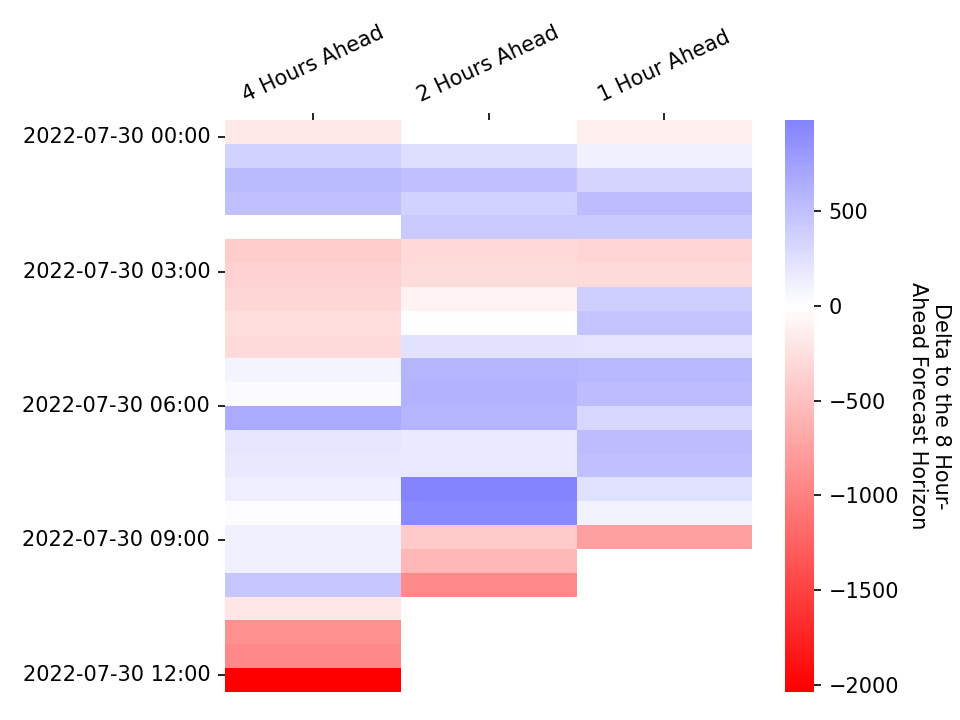 4 Hours Ahead
2 Hours Ahead
1 Hour Ahead
2022-07-30 00:00
2022-07-30 03:00
2022-07-30 06:00
2022-07-30 09:00
2022-07-30 12:00
500
0
−500
−1000
−1500
−2000
Delta to the 8 Hour-
Ahead Forecast Horizon